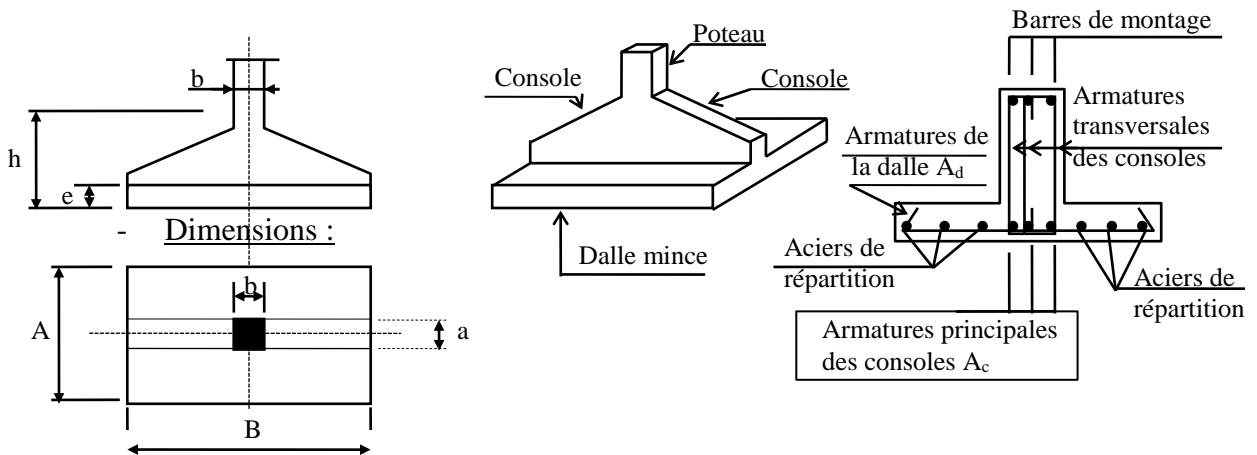 b
h
e
- Dimensions :
b
A
a
B
Poteau
Console
Console
Dalle mince
Barres de montage
Armatures
transversales
des consoles
Armatures de
la dalle Ad
Aciers de
répartition
Aciers de
répartition
Armatures principales
des consoles Ac